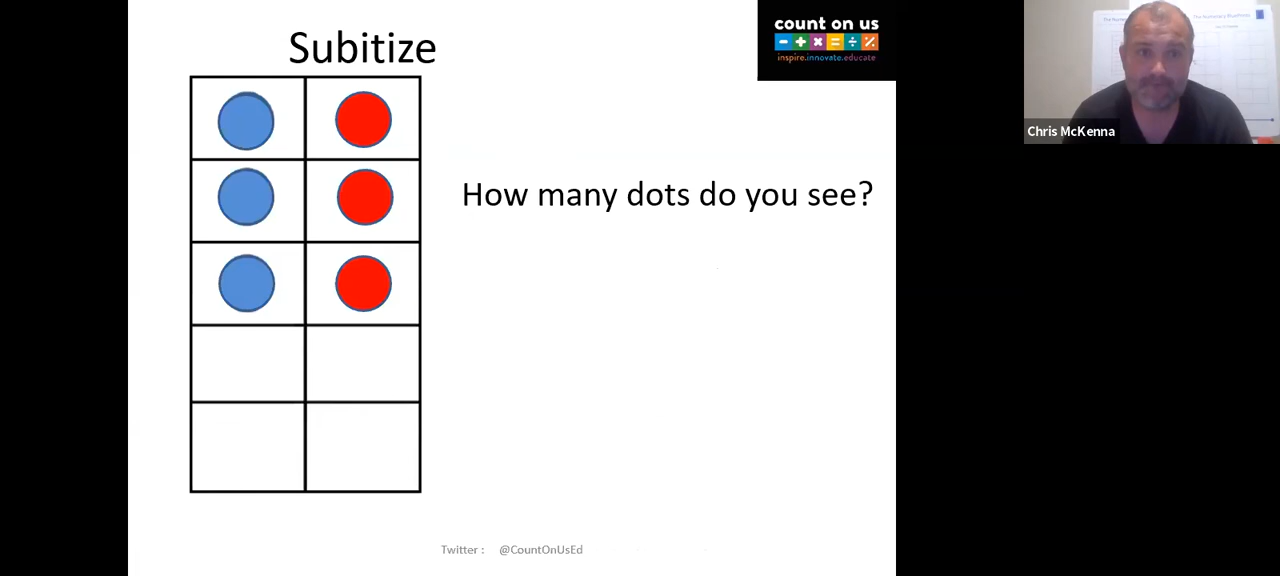 Subitize
count on us
− + × = ÷ %
inspire.innovate.educate
Chris McKenna
How many dots do you see?
Twitter : @CountOnUsEd